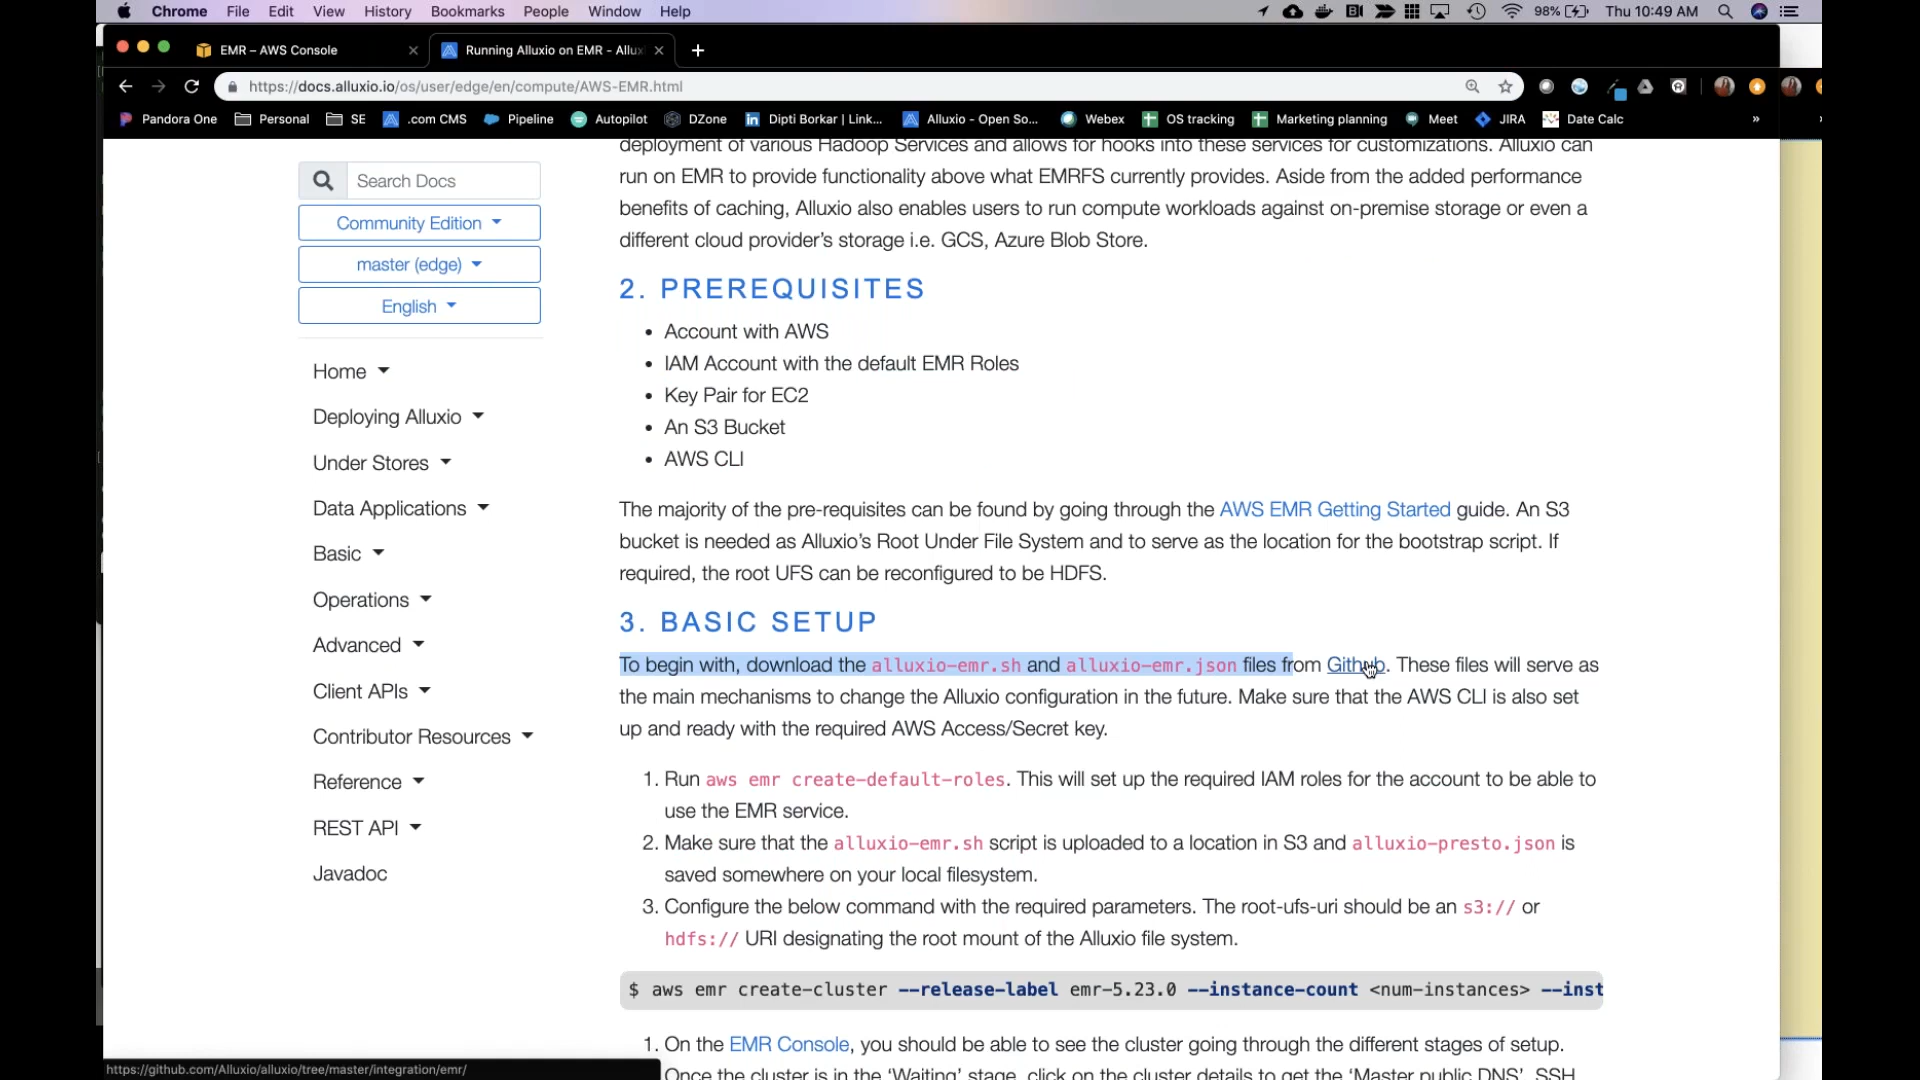 Chrome File Edit View History Bookmarks People Window Help 98% Thu 10:49 AM
EMR – AWS Console Running Alluxio on EMR - Allux
https://docs.alluxio.io/os/user/edge/en/compute/AWS-EMR.html
Pandora One Personal SE .com CMS Pipeline Autopilot DZone Dipti Borkar | Link... Alluxio - Open So... Webex OS tracking Marketing planning Meet JIRA Date Calc »
Search Docs
Community Edition
master (edge)
English
Home
Deploying Alluxio
Under Stores
Data Applications
Basic
Operations
Advanced
Client APIs
Contributor Resources
Reference
REST API
Javadoc
deployment of various Hadoop Services and allows for hooks into these services for customizations. Alluxio can
run on EMR to provide functionality above what EMRFS currently provides. Aside from the added performance
benefits of caching, Alluxio also enables users to run compute workloads against on-premise storage or even a
different cloud provider's storage i.e. GCS, Azure Blob Store.
2. PREREQUISITES
• Account with AWS
• IAM Account with the default EMR Roles
• Key Pair for EC2
• An S3 Bucket
• AWS CLI
The majority of the pre-requisites can be found by going through the AWS EMR Getting Started guide. An S3
bucket is needed as Alluxio's Root Under File System and to serve as the location for the bootstrap script. If
required, the root UFS can be reconfigured to be HDFS.
3. BASIC SETUP
To begin with, download the alluxio-emr.sh and alluxio-emr.json files from Github. These files will serve as
the main mechanisms to change the Alluxio configuration in the future. Make sure that the AWS CLI is also set
up and ready with the required AWS Access/Secret key.
1. Run aws emr create-default-roles. This will set up the required IAM roles for the account to be able to
use the EMR service.
2. Make sure that the alluxio-emr.sh script is uploaded to a location in S3 and alluxio-presto.json is
saved somewhere on your local filesystem.
3. Configure the below command with the required parameters. The root-ufs-uri should be an s3:// or
hdfs:// URI designating the root mount of the Alluxio file system.
$ aws emr create-cluster --release-label emr-5.23.0 --instance-count <num-instances> --inst
1. On the EMR Console, you should be able to see the cluster going through the different stages of setup.
Once the cluster is in the 'Waiting' stage, click on the cluster details to get the 'Master public DNS'. SSH
https://github.com/Alluxio/alluxio/tree/master/integration/emr/